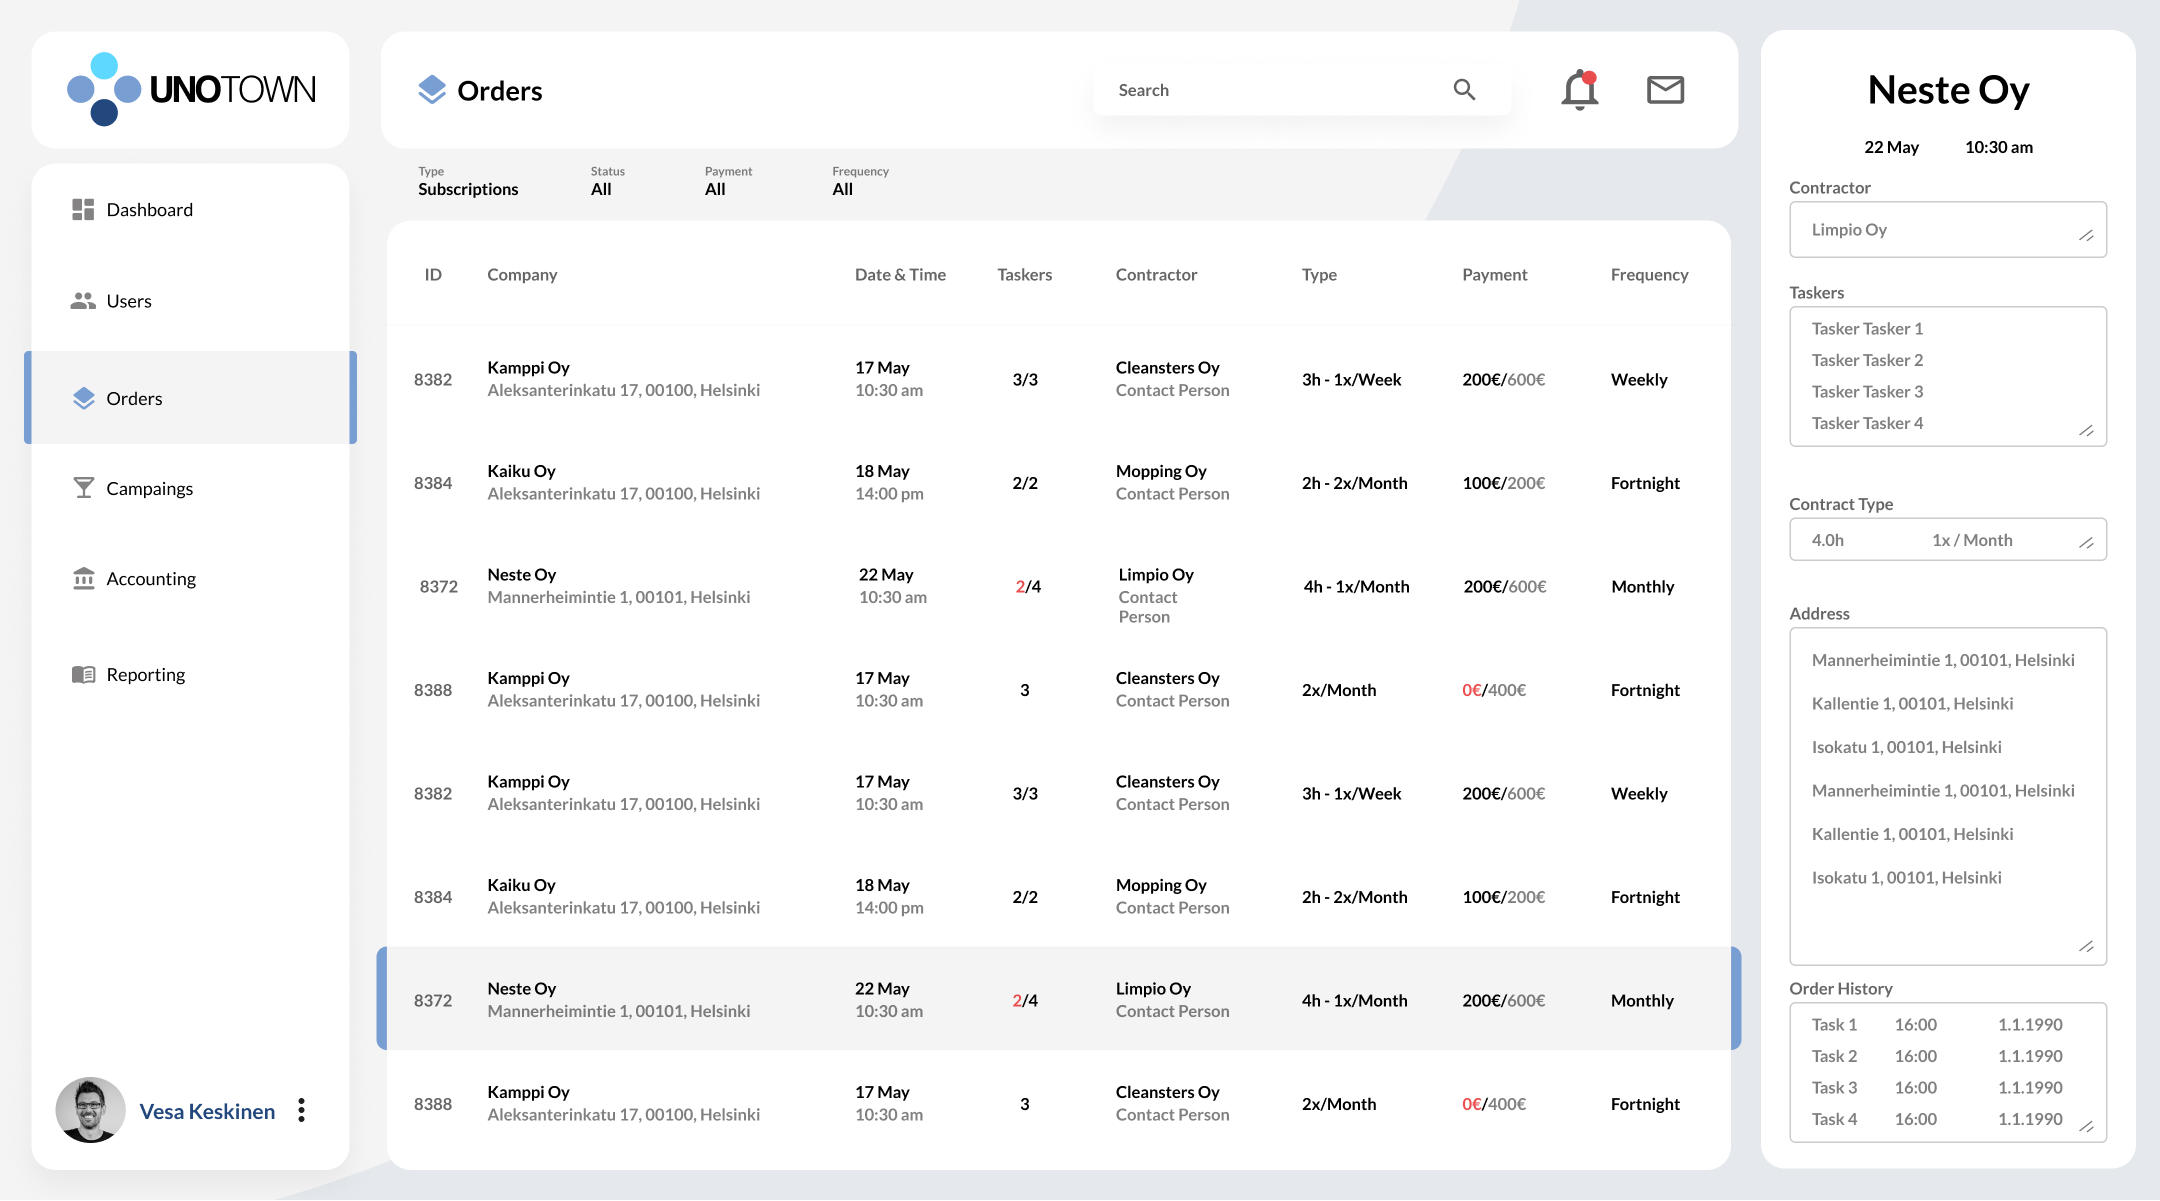 UNOTOWN
Dashboard
Users
Orders
Campaings
Accounting
Reporting
Vesa Keskinen
Orders
Search
Type Status Payment Frequency
Subscriptions All All All
ID Company Date & Time Taskers Contractor Type Payment Frequency
Kamppi Oy 17 May Cleansters Oy
8382 3/3 3h - 1x/Week 200€/600€ Weekly
Aleksanterinkatu 17, 00100, Helsinki 10:30 am Contact Person
Kaiku Oy 18 May Mopping Oy
8384 2/2 2h - 2x/Month 100€/200€ Fortnight
Aleksanterinkatu 17, 00100, Helsinki 14:00 pm Contact Person
Neste Oy 22 May Limpio Oy
8372 2/4 4h - 1x/Month 200€/600€ Monthly
Mannerheimintie 1, 00101, Helsinki 10:30 am Contact
Person
Kamppi Oy 17 May Cleansters Oy
8388 3 2x/Month 0€/400€ Fortnight
Aleksanterinkatu 17, 00100, Helsinki 10:30 am Contact Person
Kamppi Oy 17 May Cleansters Oy
8382 3/3 3h - 1x/Week 200€/600€ Weekly
Aleksanterinkatu 17, 00100, Helsinki 10:30 am Contact Person
Kaiku Oy 18 May Mopping Oy
8384 2/2 2h - 2x/Month 100€/200€ Fortnight
Aleksanterinkatu 17, 00100, Helsinki 14:00 pm Contact Person
Neste Oy 22 May Limpio Oy
8372 2/4 4h - 1x/Month 200€/600€ Monthly
Mannerheimintie 1, 00101, Helsinki 10:30 am Contact Person
Kamppi Oy 17 May Cleansters Oy
8388 3 2x/Month 0€/400€ Fortnight
Aleksanterinkatu 17, 00100, Helsinki 10:30 am Contact Person
Neste Oy
22 May 10:30 am
Contractor
Limpio Oy
Taskers
Tasker Tasker 1
Tasker Tasker 2
Tasker Tasker 3
Tasker Tasker 4
Contract Type
4.0h 1x / Month
Address
Mannerheimintie 1, 00101, Helsinki
Kallentie 1, 00101, Helsinki
Isokatu 1, 00101, Helsinki
Mannerheimintie 1, 00101, Helsinki
Kallentie 1, 00101, Helsinki
Isokatu 1, 00101, Helsinki
Order History
Task 1 16:00 1.1.1990
Task 2 16:00 1.1.1990
Task 3 16:00 1.1.1990
Task 4 16:00 1.1.1990